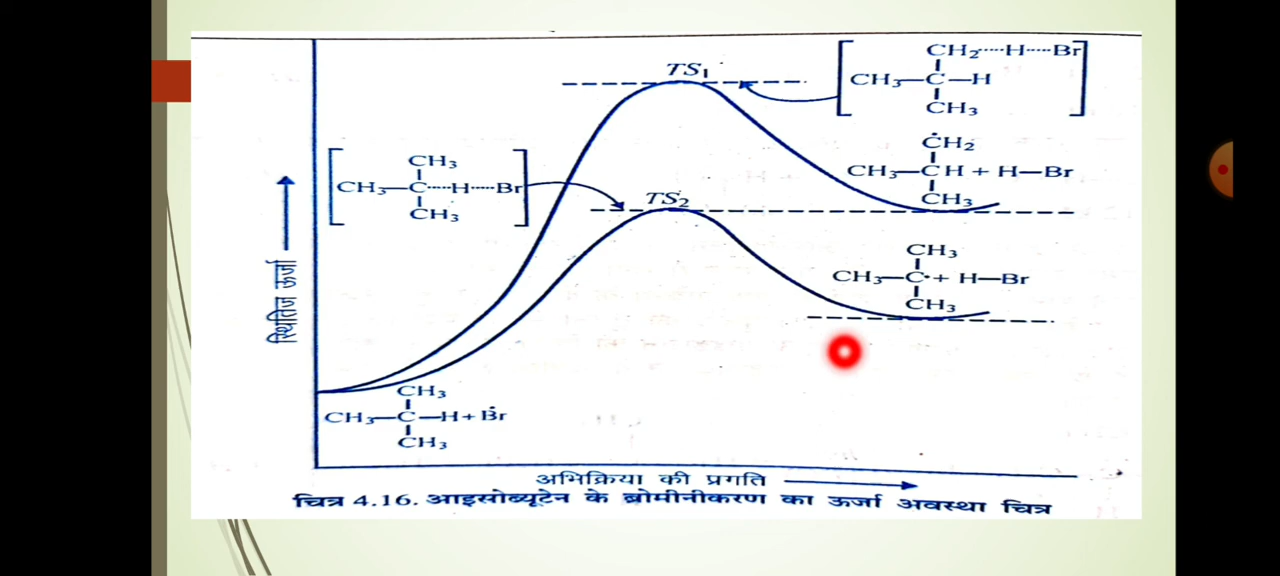 TS₁
CH₂·····H·····Br
CH₃—C—H
CH₃
CH₃
CH₃—C·····H·····Br
CH₃
TS₂
ĊH₂
CH₃—CH + H—Br
CH₃
CH₃
CH₃—C·+ H—Br
CH₃
स्थितिज ऊर्जा
CH₃
CH₃—C—H + Ḃr
CH₃
अभिक्रिया की प्रगति
चित्र 4.16. आइसोब्यूटेन के ब्रोमीनीकरण का ऊर्जा अवस्था चित्र